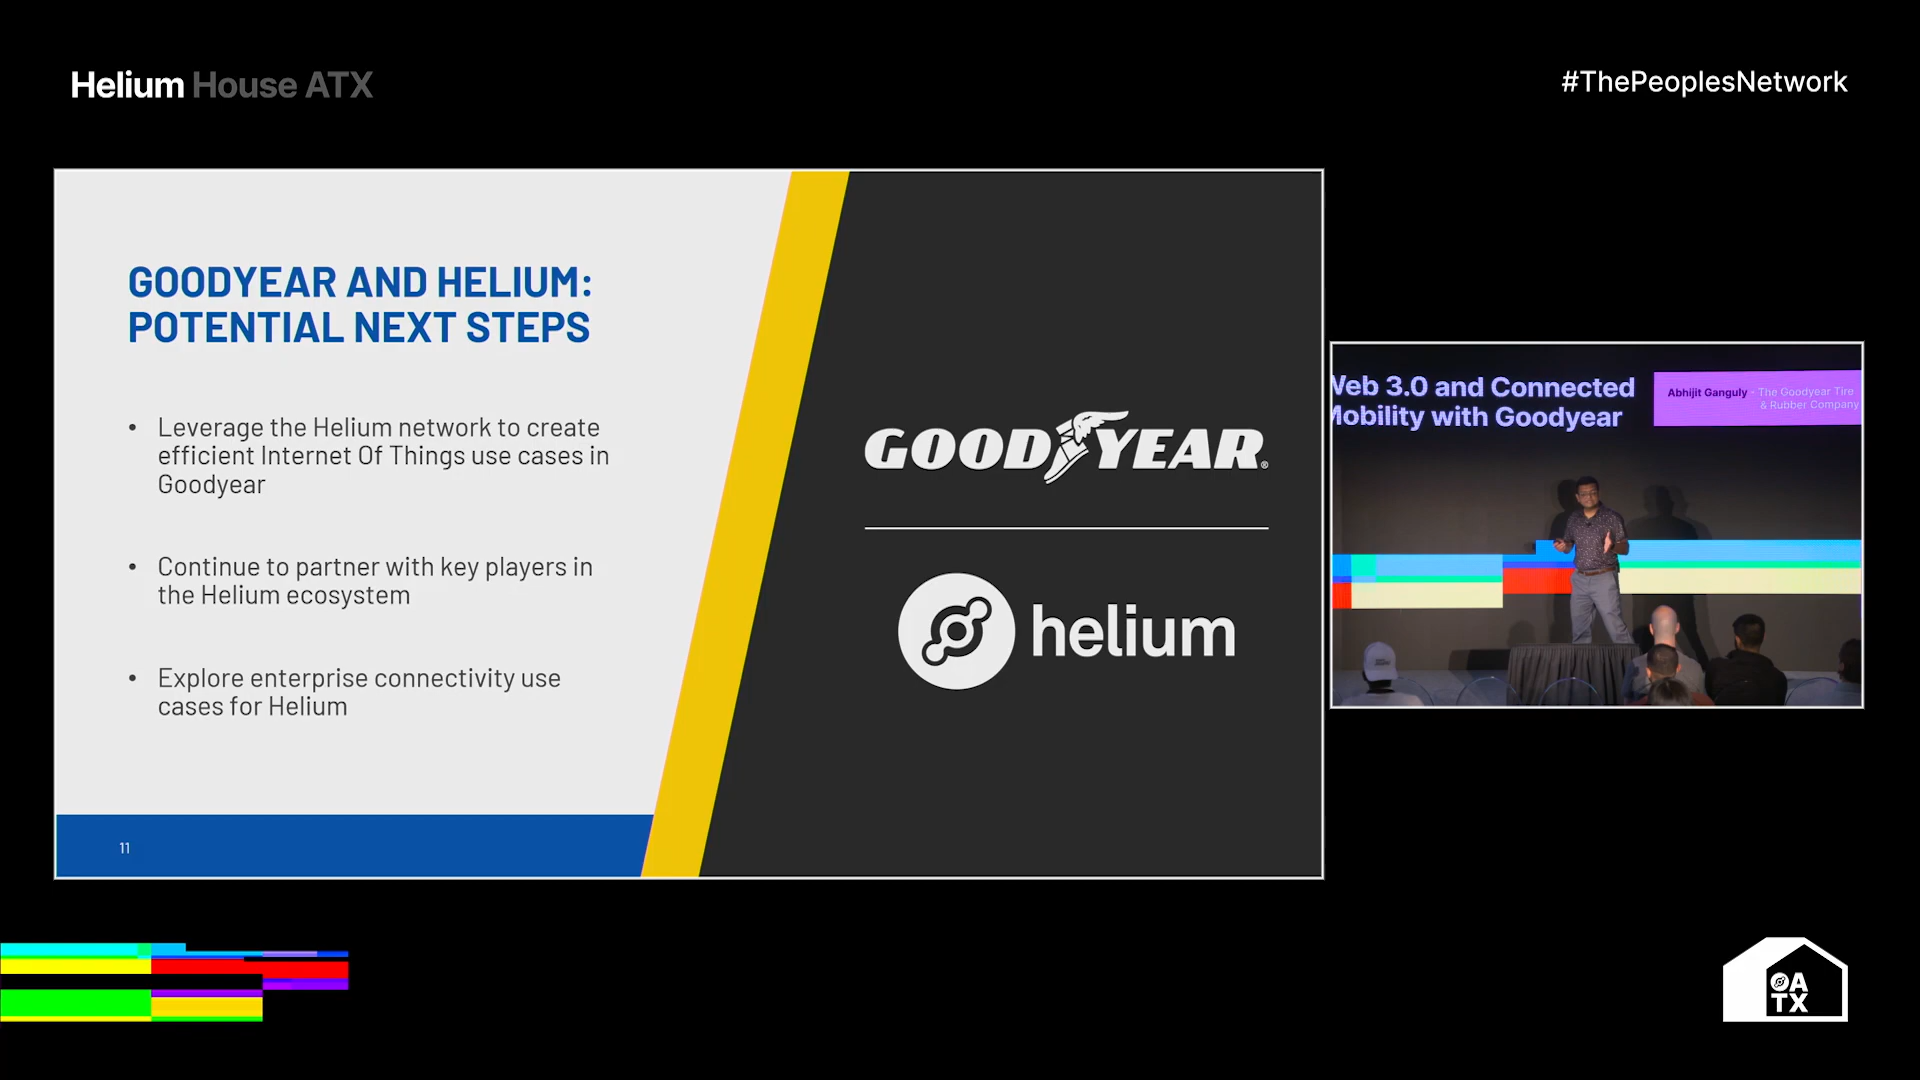 Helium House ATX
#ThePeoplesNetwork
GOODYEAR AND HELIUM:
POTENTIAL NEXT STEPS
• Leverage the Helium network to create
efficient Internet Of Things use cases in
Goodyear
• Continue to partner with key players in
the Helium ecosystem
• Explore enterprise connectivity use
cases for Helium
11
GOODYEAR®
helium
Web 3.0 and Connected
Mobility with Goodyear
Abhijit Ganguly - The Goodyear Tire
& Rubber Company
A
TX